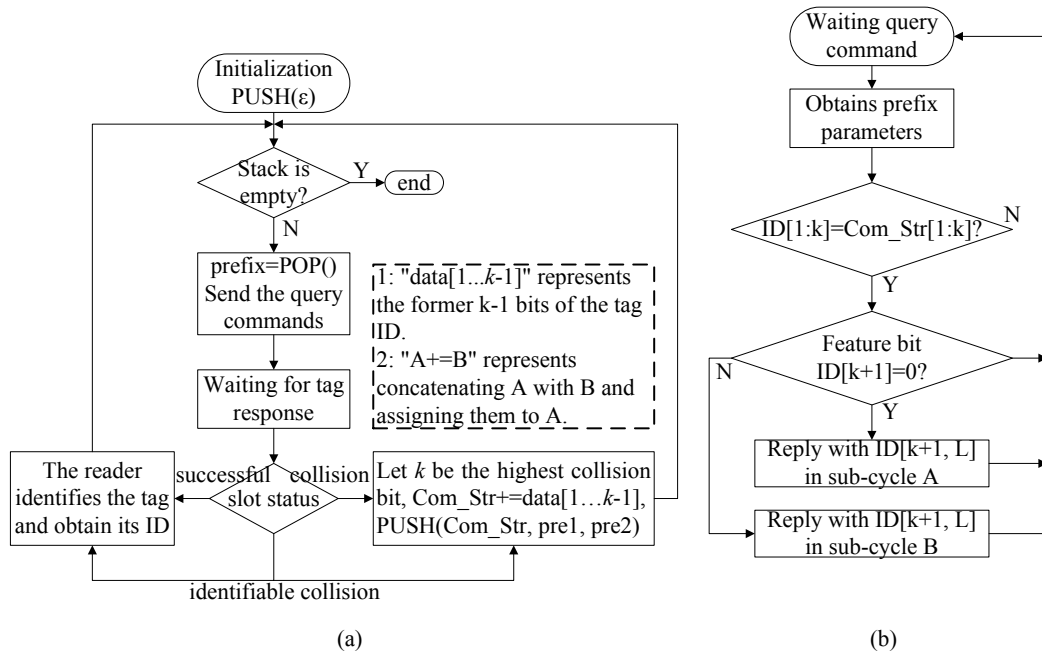 Initialization
PUSH(ε)
Stack is
empty?
Y
end
N
prefix=POP()
Send the query
commands
1: "data[1...k-1]" represents
the former k-1 bits of the tag
ID.
2: "A+=B" represents
concatenating A with B and
assigning them to A.
Waiting for tag
response
The reader
identifies the tag
and obtain its ID
successful
collision
slot status
Let k be the highest collision
bit, Com_Str+=data[1…k-1],
PUSH(Com_Str, pre1, pre2)
identifiable collision
(a)
Waiting query
command
Obtains prefix
parameters
N
ID[1:k]=Com_Str[1:k]?
Y
Feature bit
ID[k+1]=0?
N
Y
Reply with ID[k+1, L]
in sub-cycle A
Reply with ID[k+1, L]
in sub-cycle B
(b)